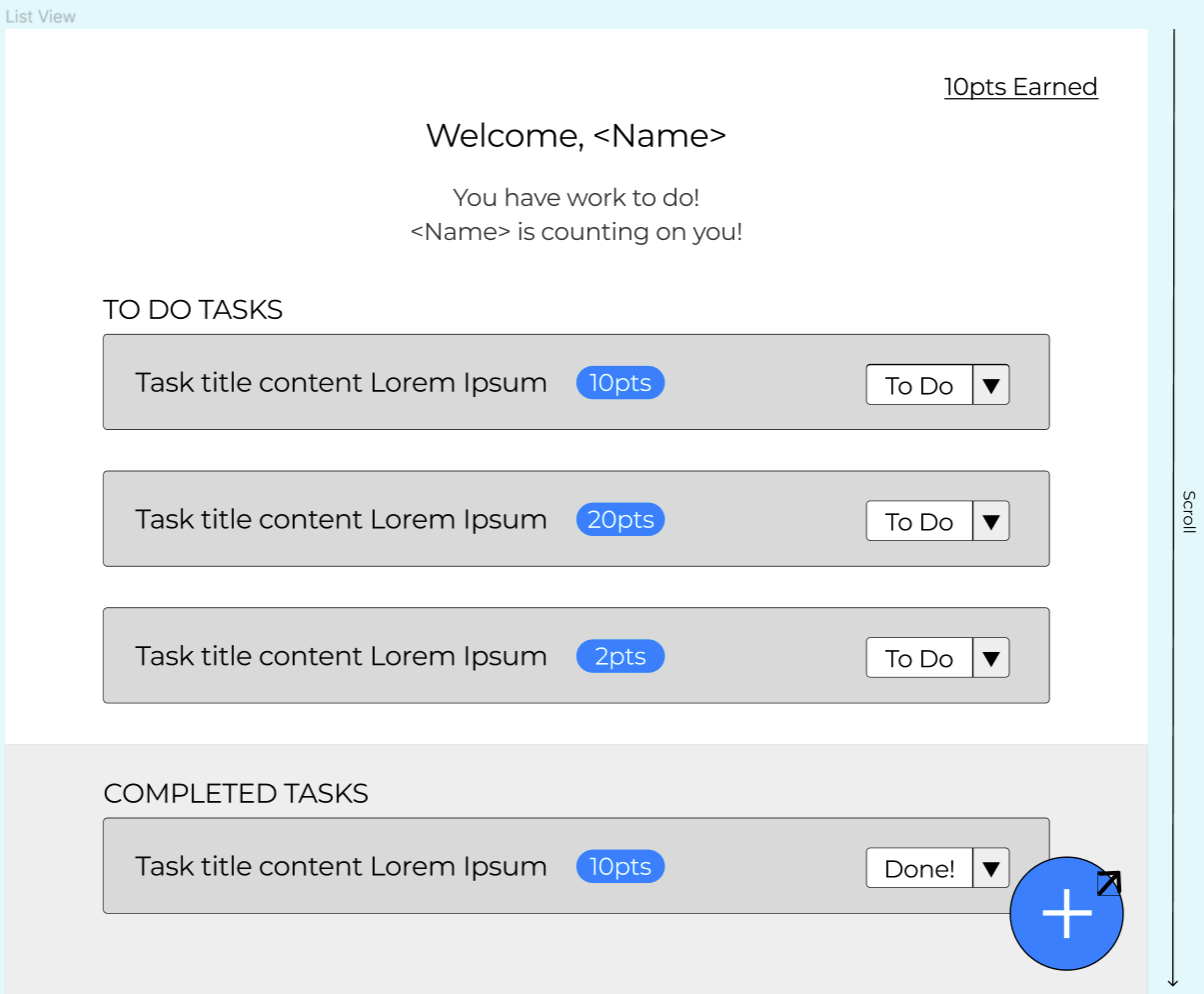 List View
10pts Earned
Welcome, <Name>
You have work to do!
<Name> is counting on you!
TO DO TASKS
Task title content Lorem Ipsum 10pts To Do
Task title content Lorem Ipsum 20pts To Do
Task title content Lorem Ipsum 2pts To Do
Scroll
COMPLETED TASKS
Task title content Lorem Ipsum 10pts Done!